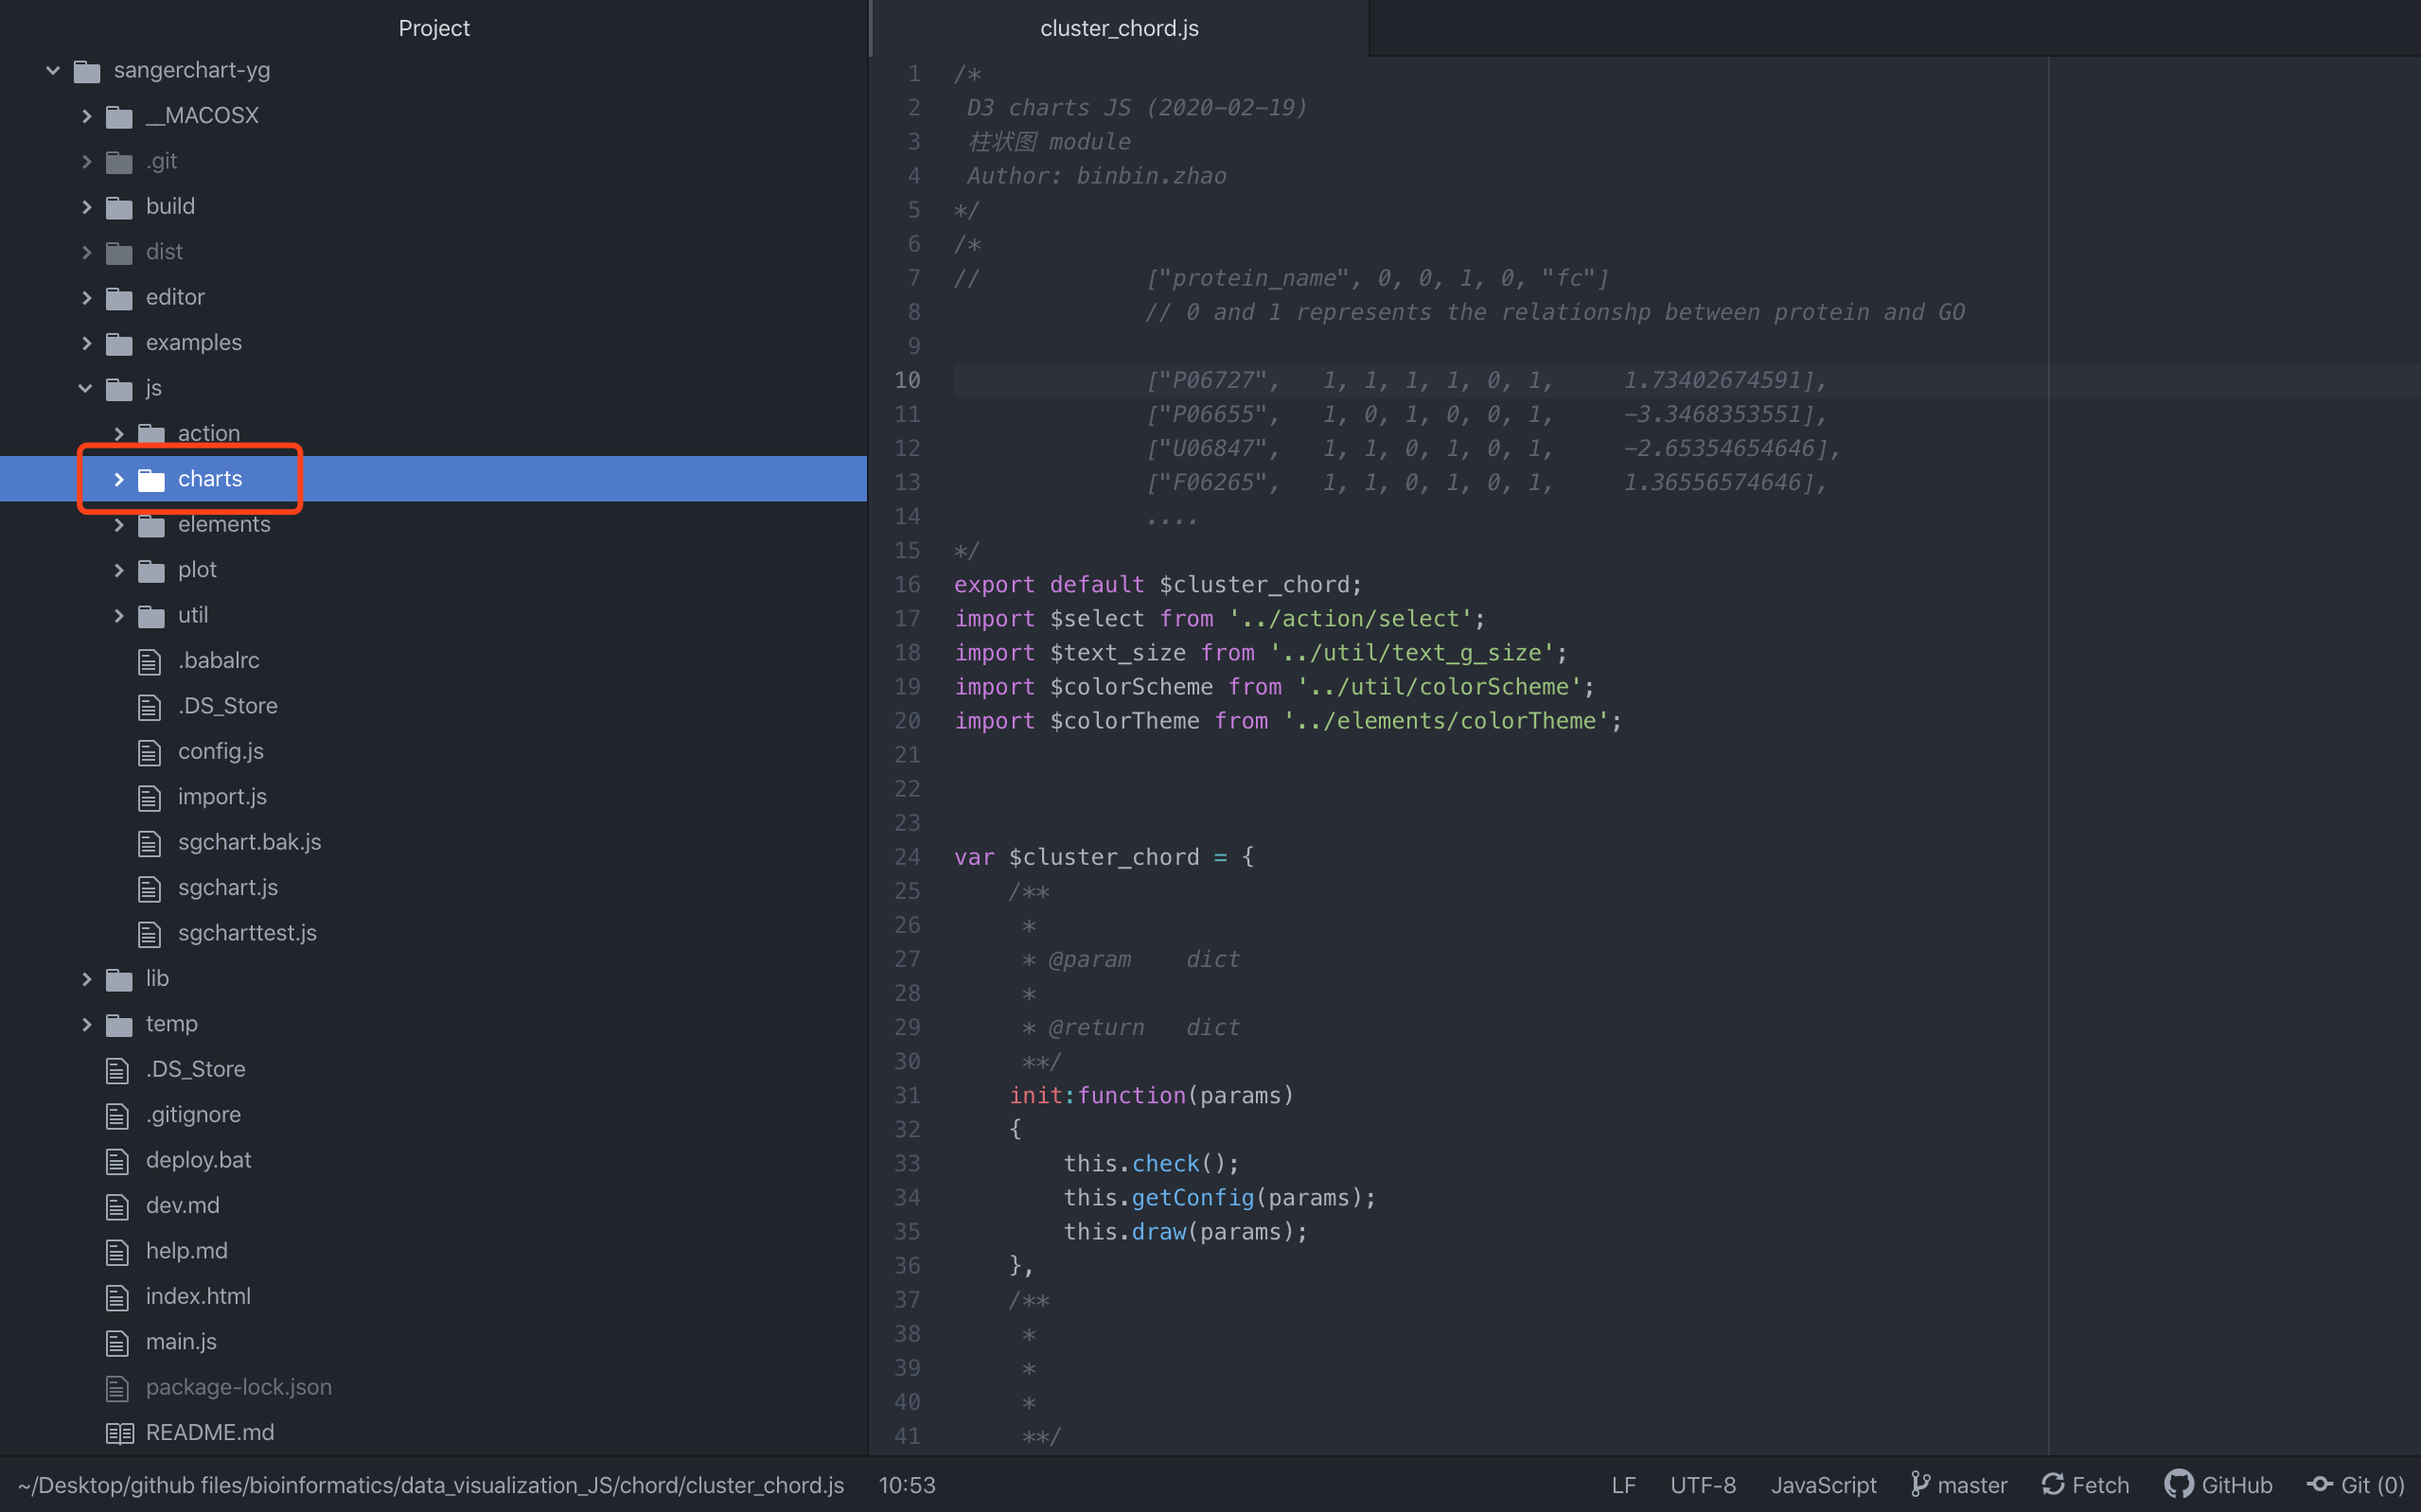 Project
sangerchart-yg
__MACOSX
.git
build
dist
editor
examples
js
action
charts
elements
plot
util
.babalrc
.DS_Store
config.js
import.js
sgchart.bak.js
sgchart.js
sgcharttest.js
lib
temp
.DS_Store
.gitignore
deploy.bat
dev.md
help.md
index.html
main.js
package-lock.json
README.md
cluster_chord.js
1 /*
2  D3 charts JS (2020-02-19)
3  柱状图 module
4  Author: binbin.zhao
5 */
6 /*
7 //            ["protein_name", 0, 0, 1, 0, "fc"]
8               // 0 and 1 represents the relationshp between protein and GO
9
10              ["P06727",   1, 1, 1, 1, 0, 1,     1.73402674591],
11              ["P06655",   1, 0, 1, 0, 0, 1,     -3.3468353551],
12              ["U06847",   1, 1, 0, 1, 0, 1,     -2.65354654646],
13              ["F06265",   1, 1, 0, 1, 0, 1,     1.36556574646],
14              ....
15 */
16 export default $cluster_chord;
17 import $select from '../action/select';
18 import $text_size from '../util/text_g_size';
19 import $colorScheme from '../util/colorScheme';
20 import $colorTheme from '../elements/colorTheme';
21
22
23
24 var $cluster_chord = {
25     /**
26      *
27      * @param    dict
28      *
29      * @return   dict
30      **/
31     init:function(params)
32     {
33         this.check();
34         this.getConfig(params);
35         this.draw(params);
36     },
37     /**
38      *
39      *
40      *
41      **/
~/Desktop/github files/bioinformatics/data_visualization_JS/chord/cluster_chord.js 10:53 LF UTF-8 JavaScript master Fetch GitHub Git (0)